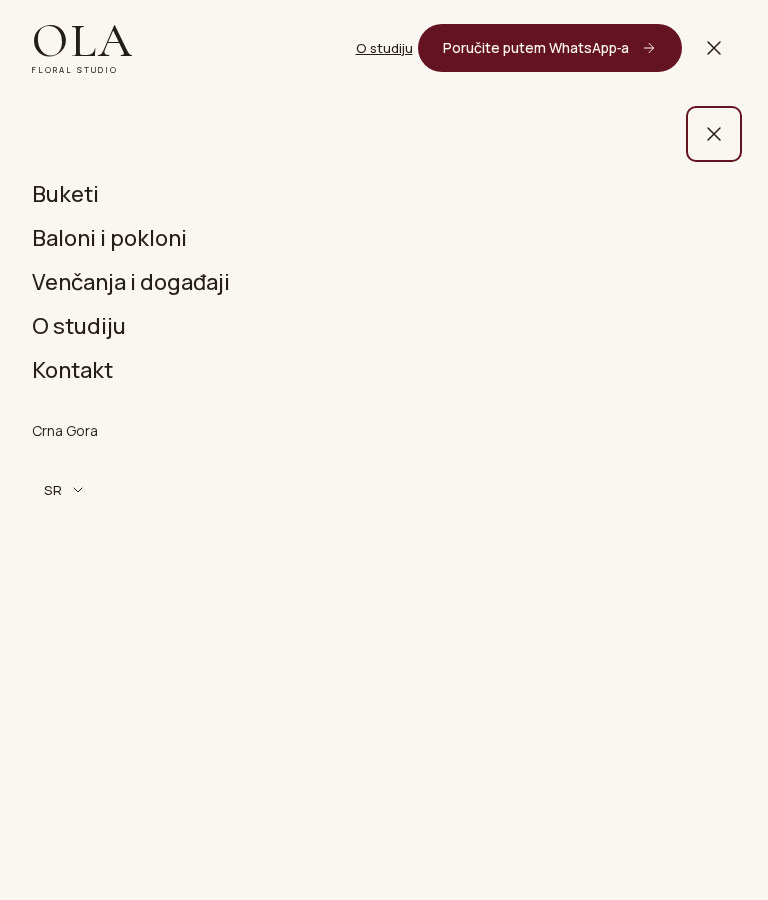 OLA
FLORAL STUDIO
O studiju
Poručite putem WhatsApp-a
Buketi
Baloni i pokloni
Venčanja i događaji
O studiju
Kontakt
Crna Gora
SR